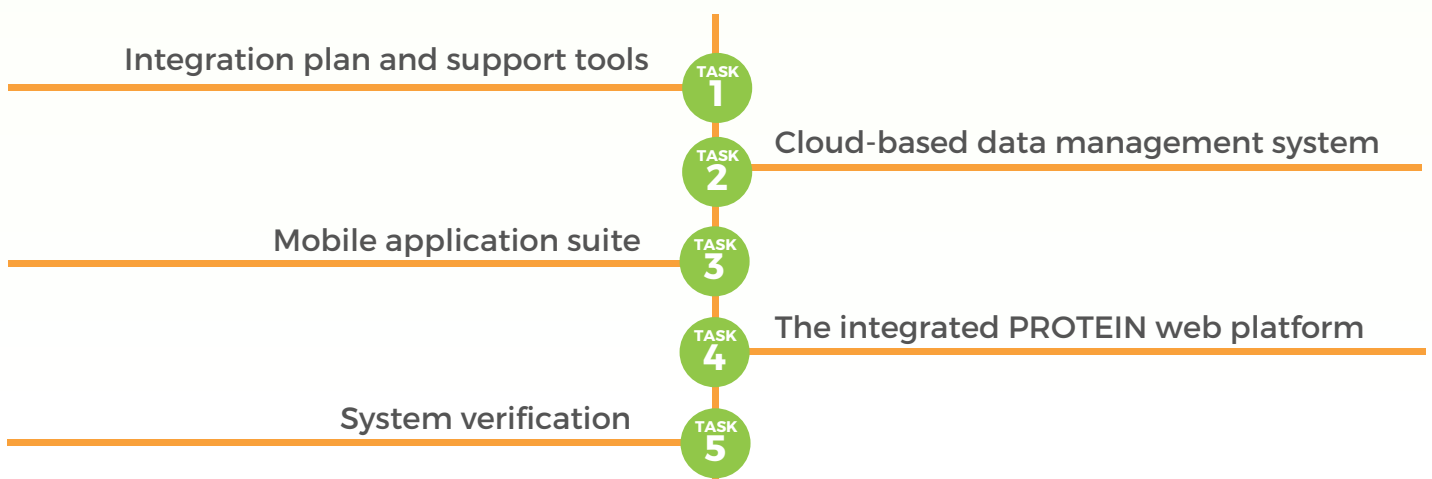 Integration plan and support tools
TASK
1
Cloud-based data management system
TASK
2
Mobile application suite
TASK
3
The integrated PROTEIN web platform
TASK
4
System verification
TASK
5